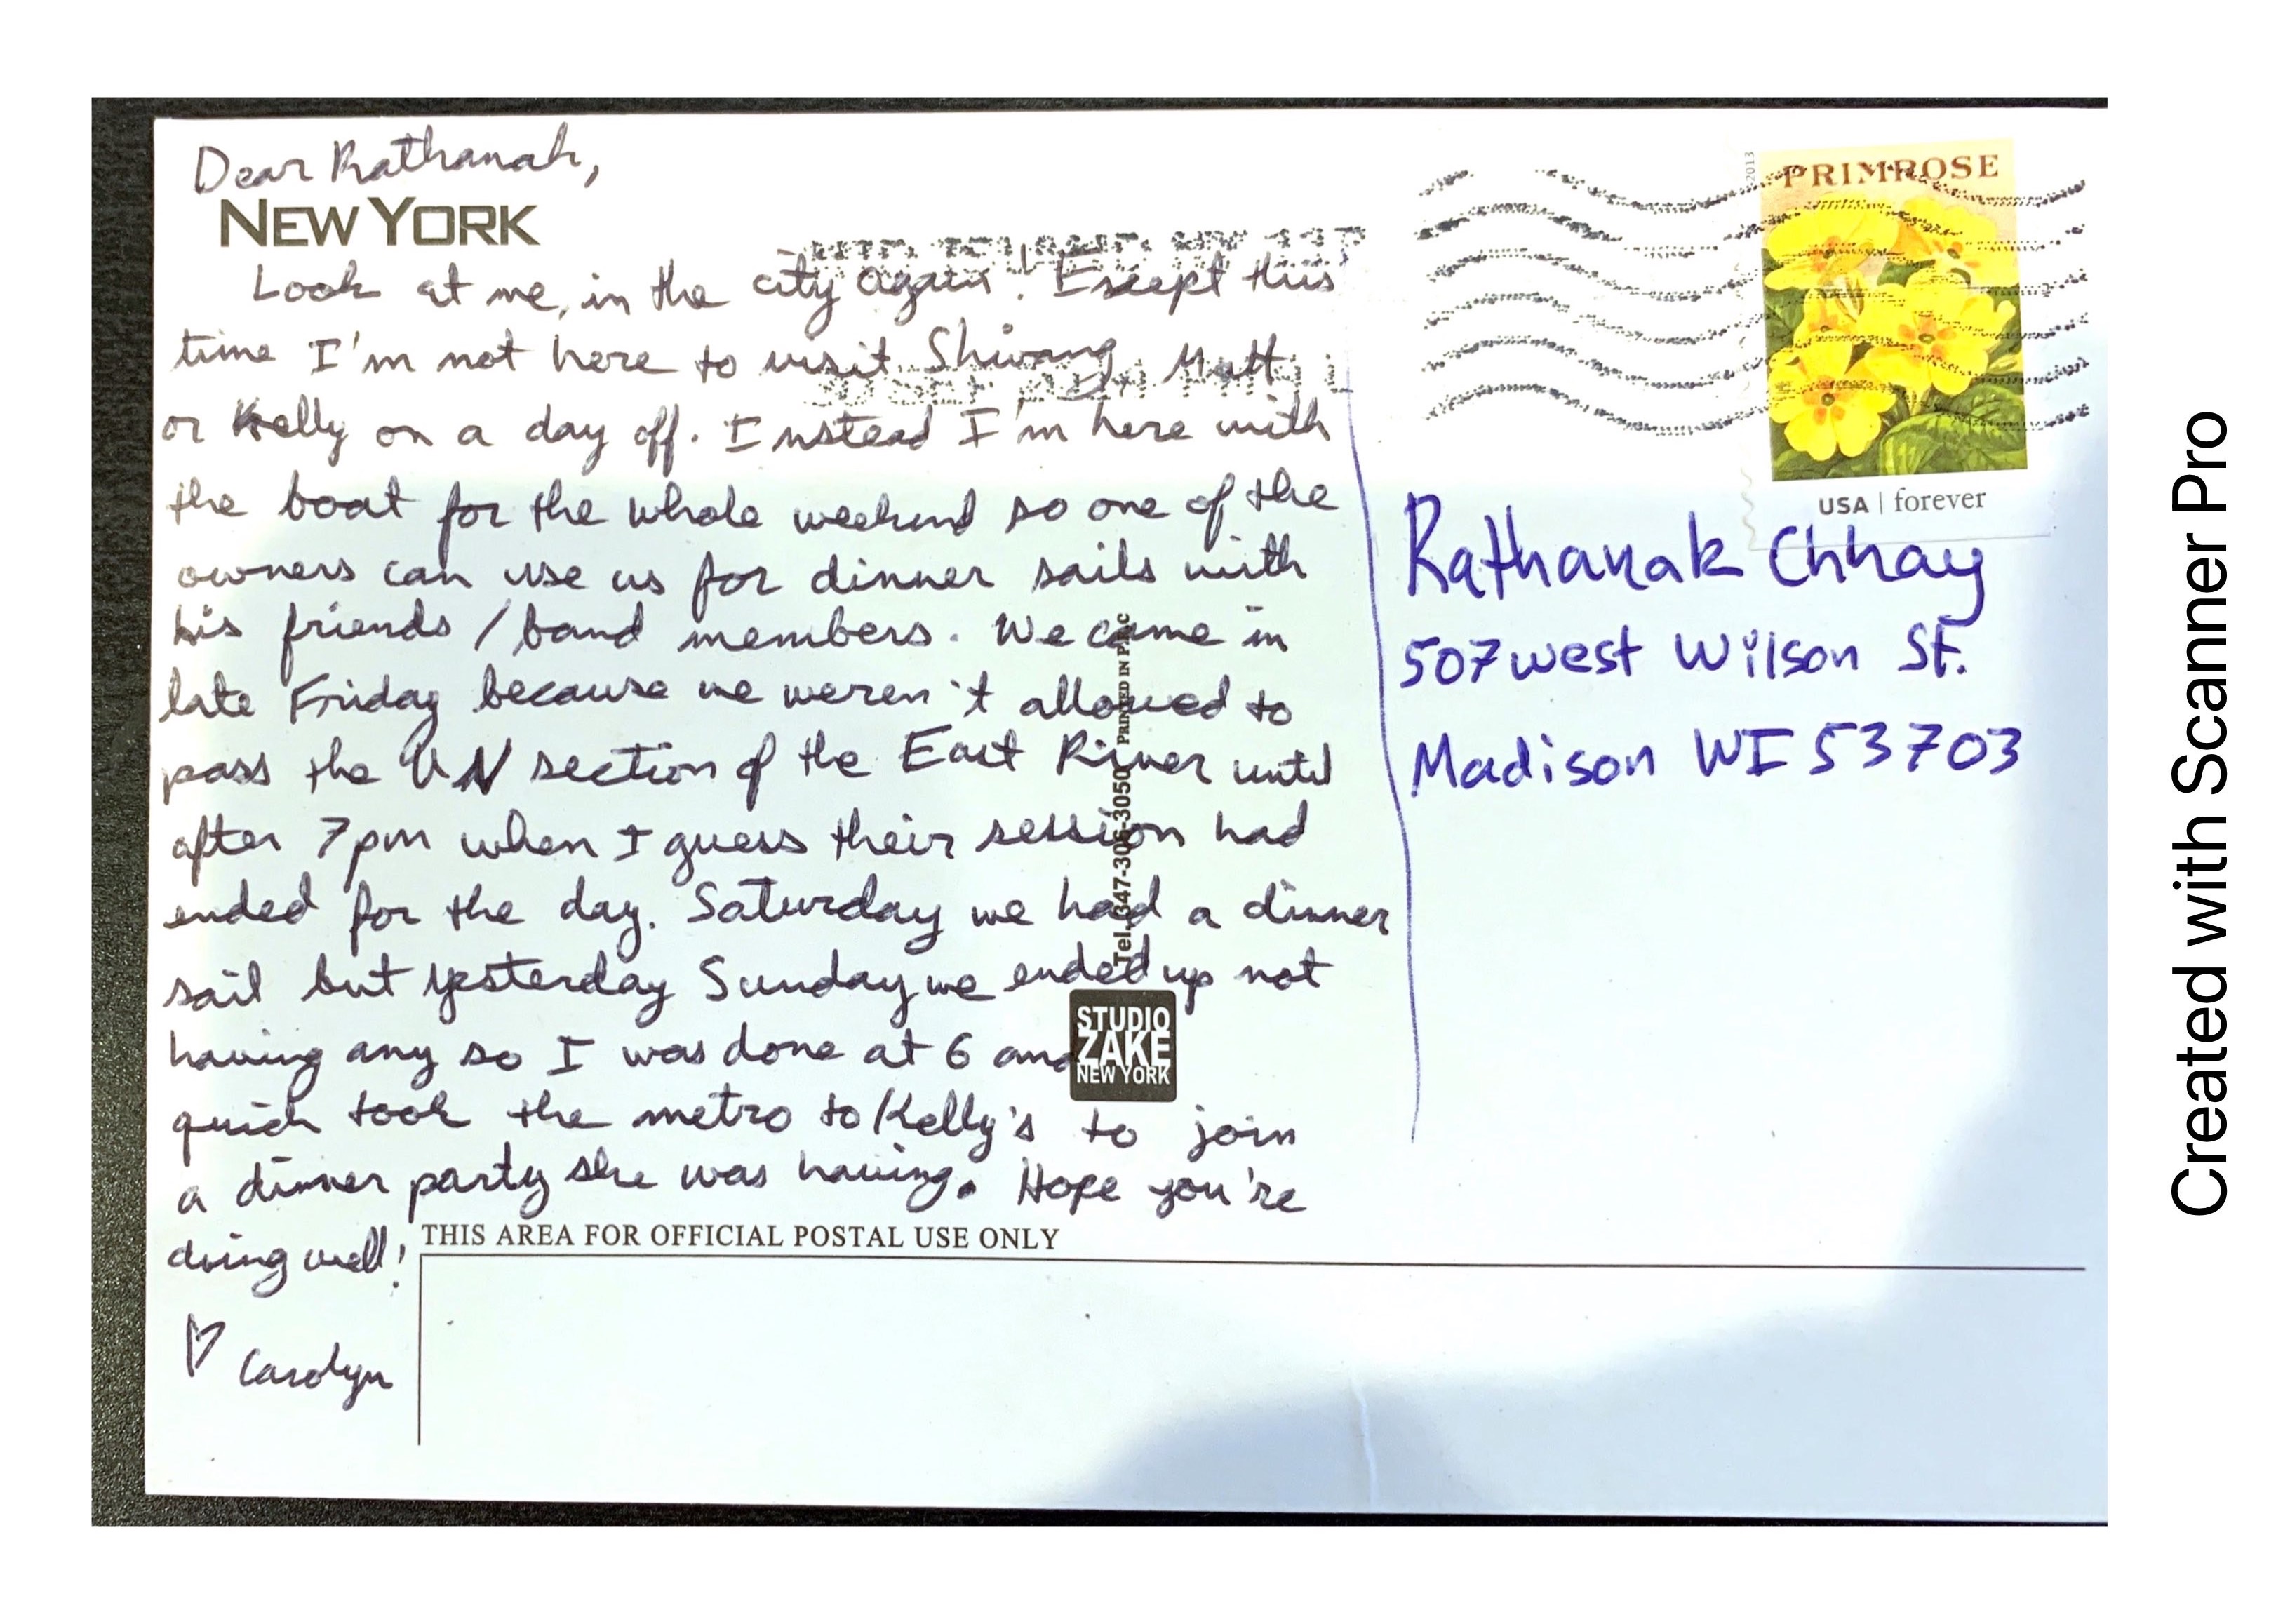 Dear Rathanak,
NEW YORK
Look at me, in the city again! Except this
time I'm not here to visit Shivang, Matt
or Kelly on a day off. Instead I'm here with
the boat for the whole weekend so one of the
owners can use us for dinner sails with
his friends / band members. We came in
late Friday because we weren't allowed to
pass the UN section of the East River until
after 7pm when I guess their session had
ended for the day. Saturday we had a dinner
sail but yesterday Sunday we ended up not
having any so I was done at 6 and
quick took the metro to Kelly's to join
a dinner party she was having. Hope you're
doing well!
♡ Carolyn
Tel. 347-306-3050 PRINTED IN P.R.C
STUDIO
ZAKE
NEW YORK
THIS AREA FOR OFFICIAL POSTAL USE ONLY
2013
PRIMROSE
USA | forever
Rathanak Chhay
507 west Wilson St.
Madison WI 53703
Created with Scanner Pro